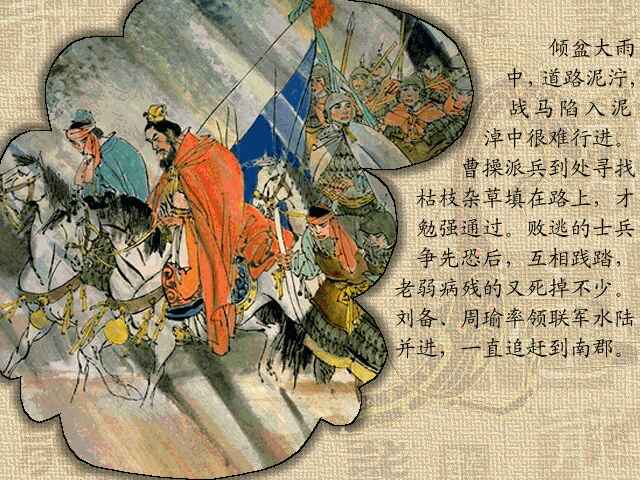 倾盆大雨
中，道路泥泞，
战马陷入泥
淖中很难行进。
曹操派兵到处寻找
枯枝杂草填在路上，才
勉强通过。败逃的士兵
争先恐后，互相践踏，
老弱病残的又死掉不少。
刘备、周瑜率领联军水陆
并进，一直追赶到南郡。